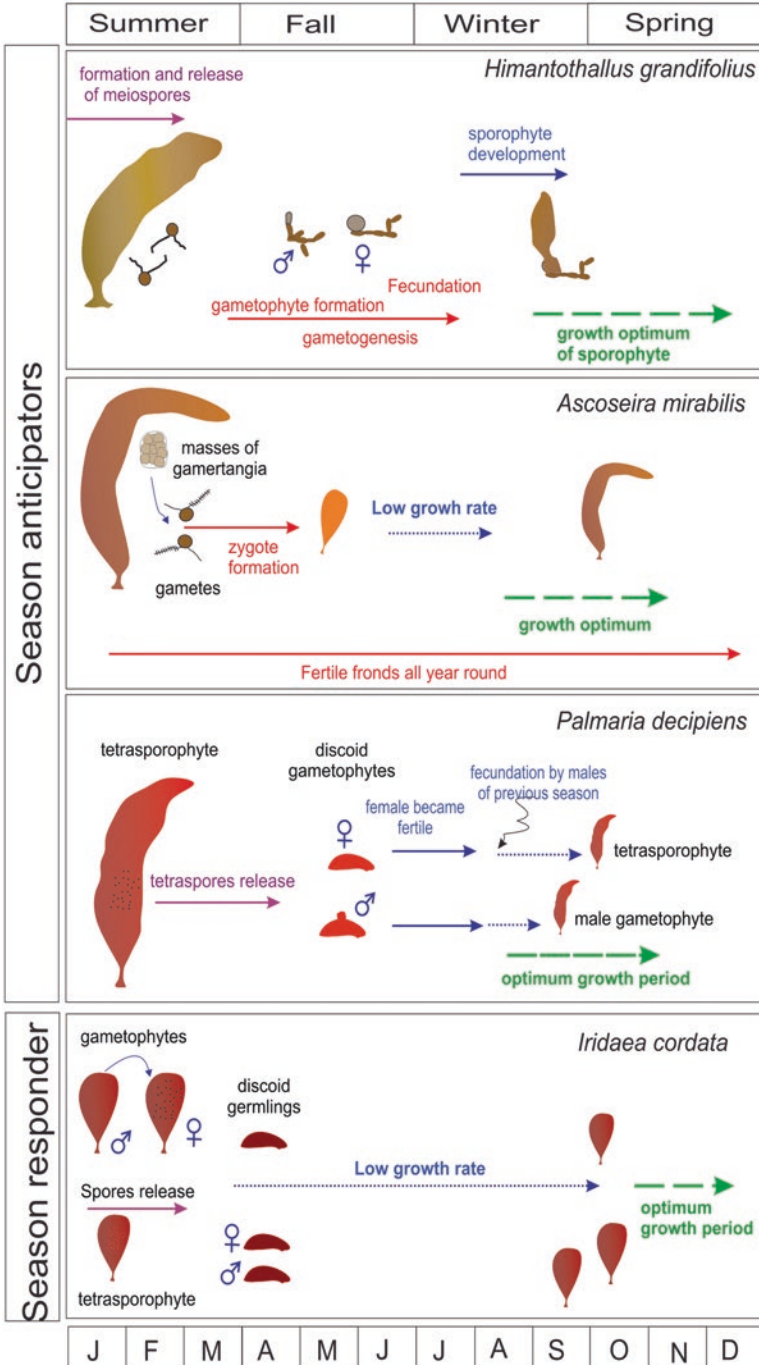 Summer Fall Winter Spring
Season anticipators
Himantothallus grandifolius
formation and release
of meiospores
sporophyte
development
♂ ♀
Fecundation
gametophyte formation
gametogenesis
growth optimum
of sporophyte
Ascoseira mirabilis
masses of
gamertangia
Low growh rate
zygote
formation
gametes
growth optimum
Fertile fronds all year round
Palmaria decipiens
tetrasporophyte
discoid
gametophytes
fecundation by males
of previous season
female became
fertile
♀
tetrasporophyte
tetraspores release
♂
male gametophyte
optimum growth period
Season responder
Iridaea cordata
gametophytes
discoid
germlings
♂ ♀
Low growth rate
Spores release
optimum
growth period
♀
♂
tetrasporophyte
J F M A M J J A S O N D